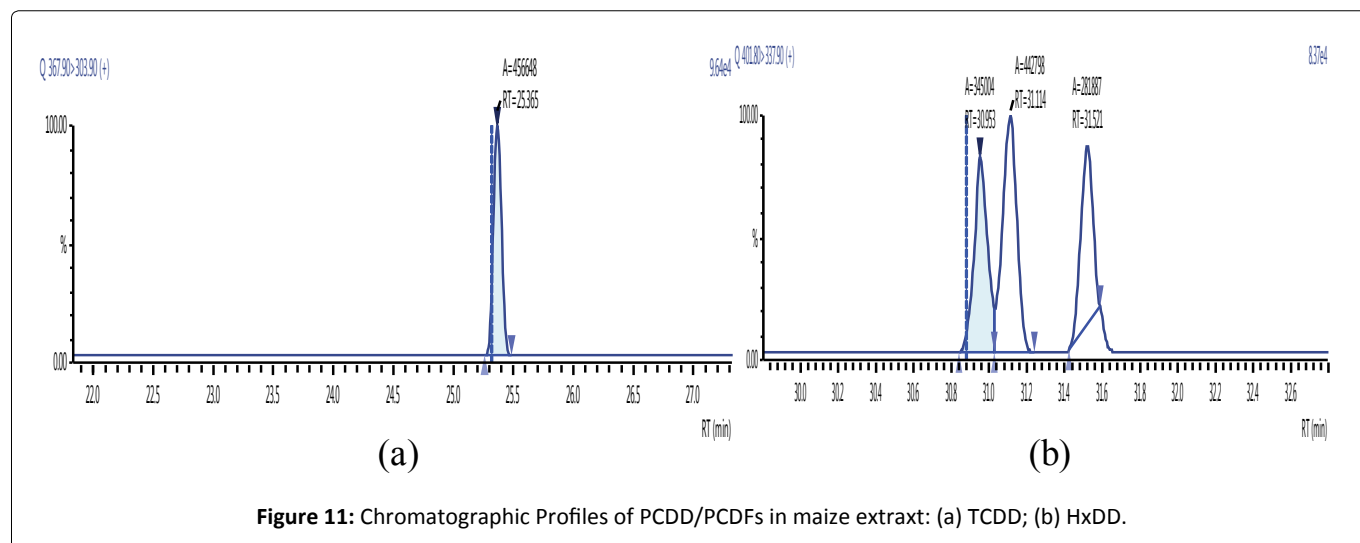 Q 367.90>303.90 (+)
9.64e4
A=456648
RT=25.365
100.00
%
0.00
22.0 22.5 23.0 23.5 24.0 24.5 25.0 25.5 26.0 26.5 27.0
RT (min)
(a)
Q 401.80>337.90 (+)
8.37e4
A=345004
RT=30.953
A=442798
RT=31.114
A=281887
RT=31.521
100.00
%
0.00
30.0 30.2 30.4 30.6 30.8 31.0 31.2 31.4 31.6 31.8 32.0 32.2 32.4 32.6
RT (min)
(b)
Figure 11: Chromatographic Profiles of PCDD/PCDFs in maize extraxt: (a) TCDD; (b) HxDD.